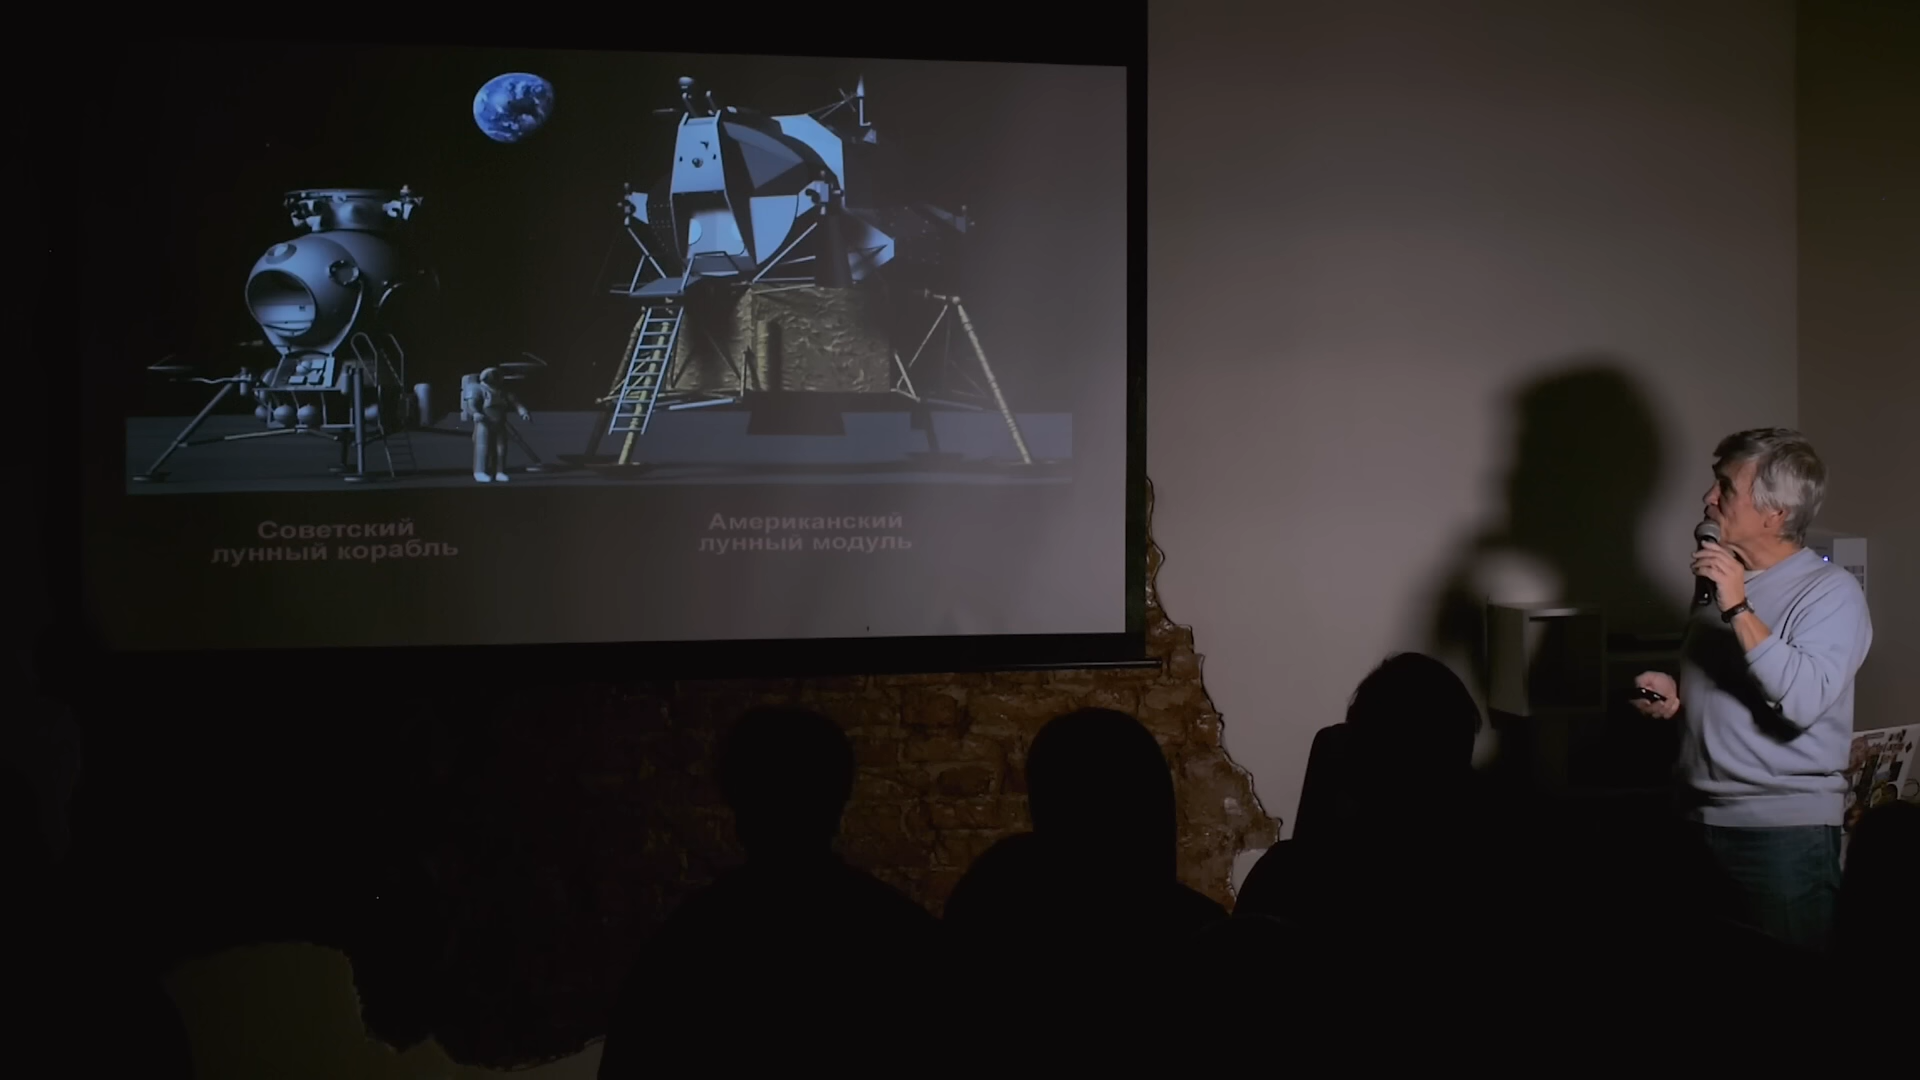 Советский
лунный корабль
Американский
лунный модуль